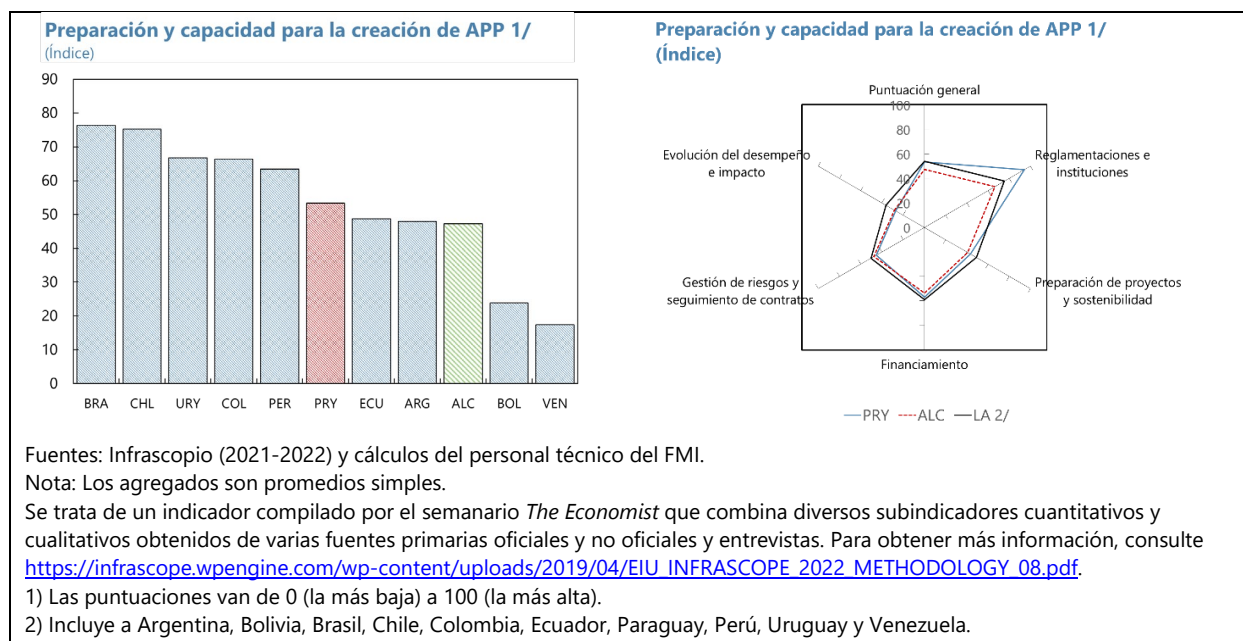 Preparación y capacidad para la creación de APP 1/
(Índice)
90
80
70
60
50
40
30
20
10
0
BRA CHL URY COL PER PRY ECU ARG ALC BOL VEN
Preparación y capacidad para la creación de APP 1/
(Índice)
Puntuación general
100
80
60
40
20
0
Evolución del desempeño
e impacto
Reglamentaciones e
instituciones
Gestión de riesgos y
seguimiento de contratos
Preparación de proyectos
y sostenibilidad
Financiamiento
PRY ALC LA 2/
Fuentes: Infrascopio (2021-2022) y cálculos del personal técnico del FMI.
Nota: Los agregados son promedios simples.
Se trata de un indicador compilado por el semanario The Economist que combina diversos subindicadores cuantitativos y
cualitativos obtenidos de varias fuentes primarias oficiales y no oficiales y entrevistas. Para obtener más información, consulte
https://infrascope.wpengine.com/wp-content/uploads/2019/04/EIU_INFRASCOPE_2022_METHODOLOGY_08.pdf.
1) Las puntuaciones van de 0 (la más baja) a 100 (la más alta).
2) Incluye a Argentina, Bolivia, Brasil, Chile, Colombia, Ecuador, Paraguay, Perú, Uruguay y Venezuela.